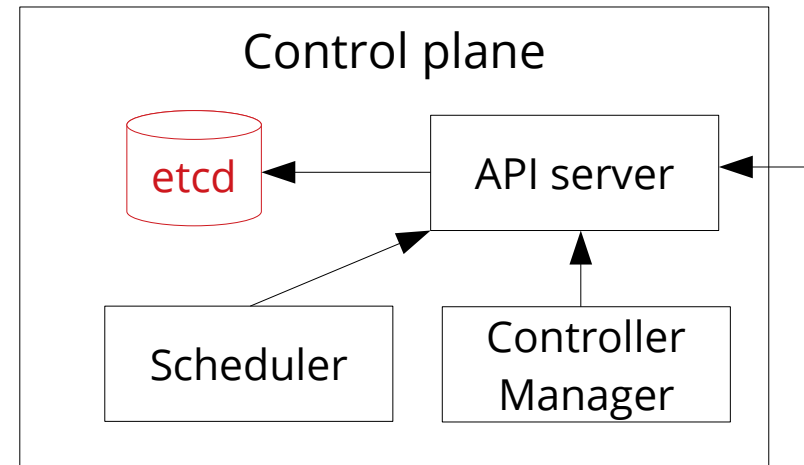 Control plane
etcd
API server
Scheduler
Controller
Manager